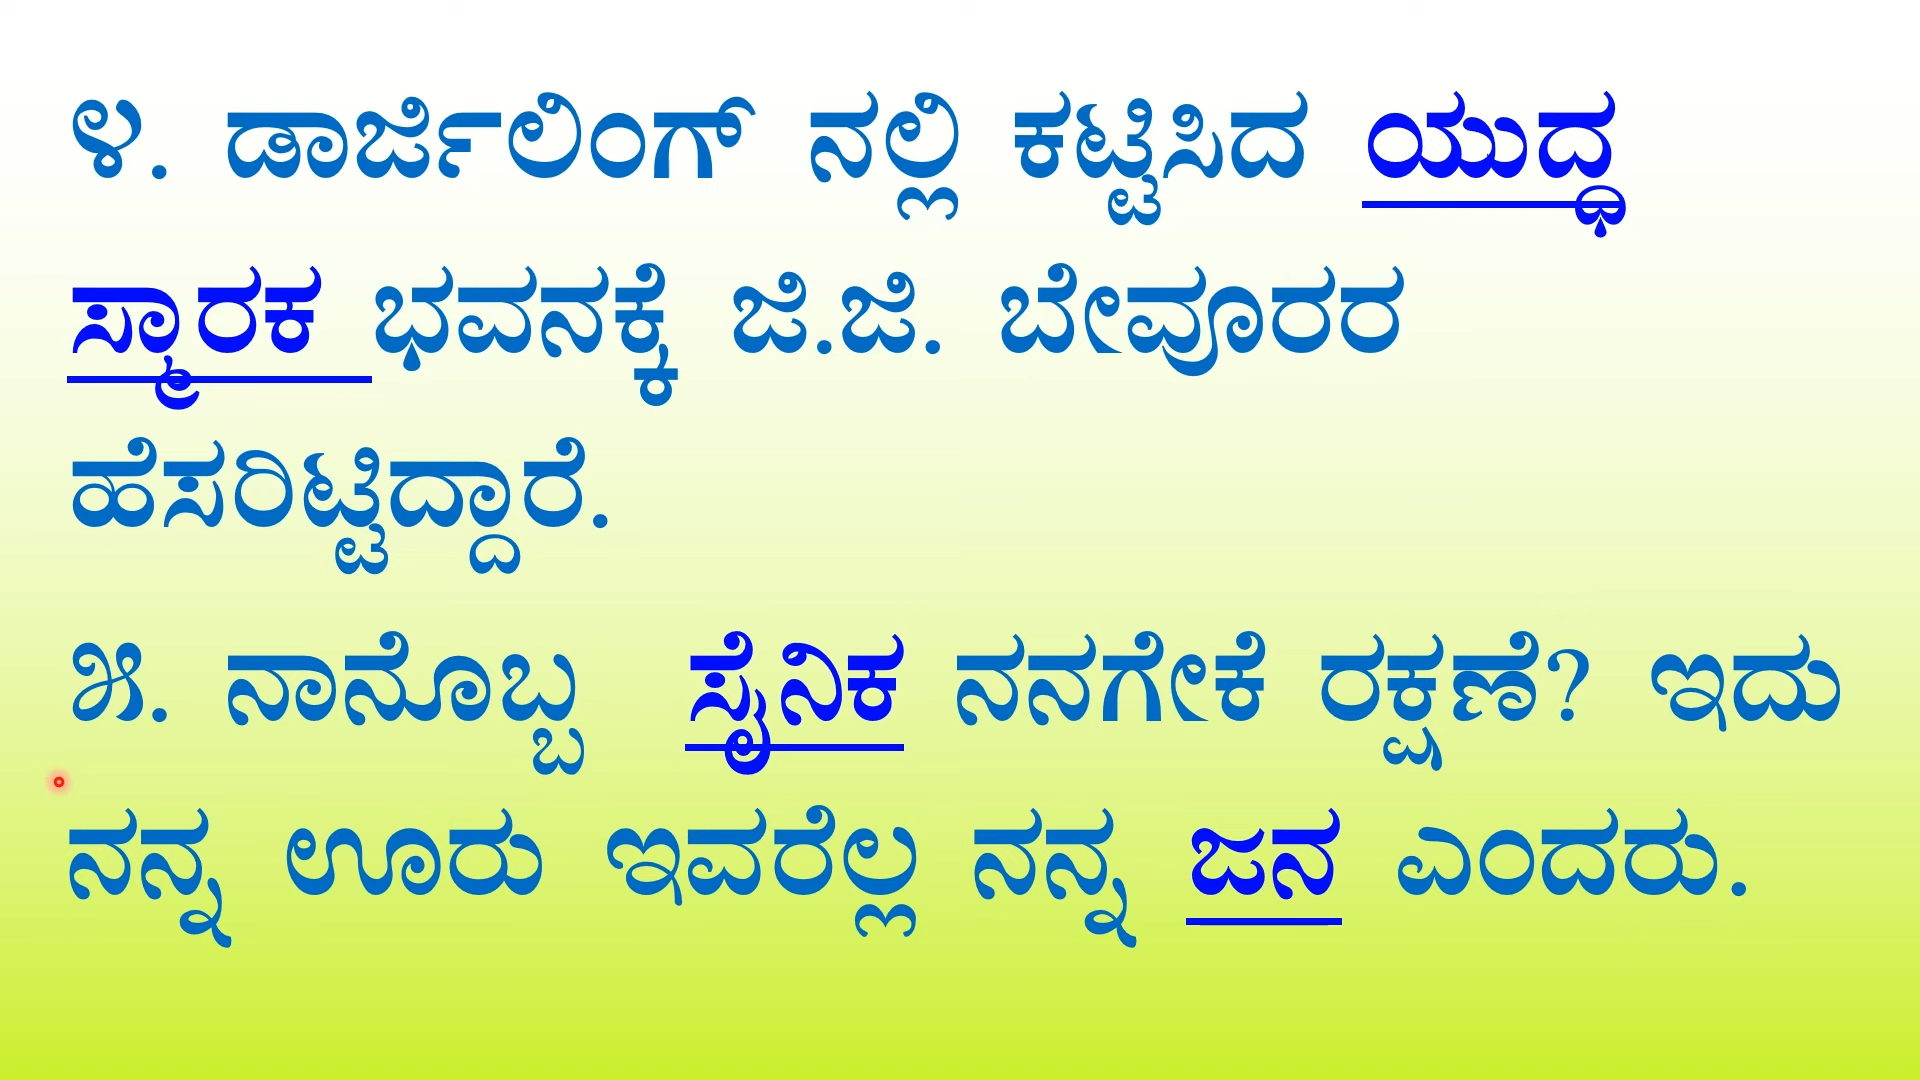 ೪. ಡಾರ್ಜಿಲಿಂಗ್ ನಲ್ಲಿ ಕಟ್ಟಿಸಿದ ಯುದ್ಧ
ಸ್ಮಾರಕ ಭವನಕ್ಕೆ ಜಿ.ಜಿ. ಬೇವೂರರ
ಹೆಸರಿಟ್ಟಿದ್ದಾರೆ.
೫. ನಾನೊಬ್ಬ ಸೈನಿಕ ನನಗೇಕೆ ರಕ್ಷಣೆ? ಇದು
ನನ್ನ ಊರು ಇವರೆಲ್ಲ ನನ್ನ ಜನ ಎಂದರು.